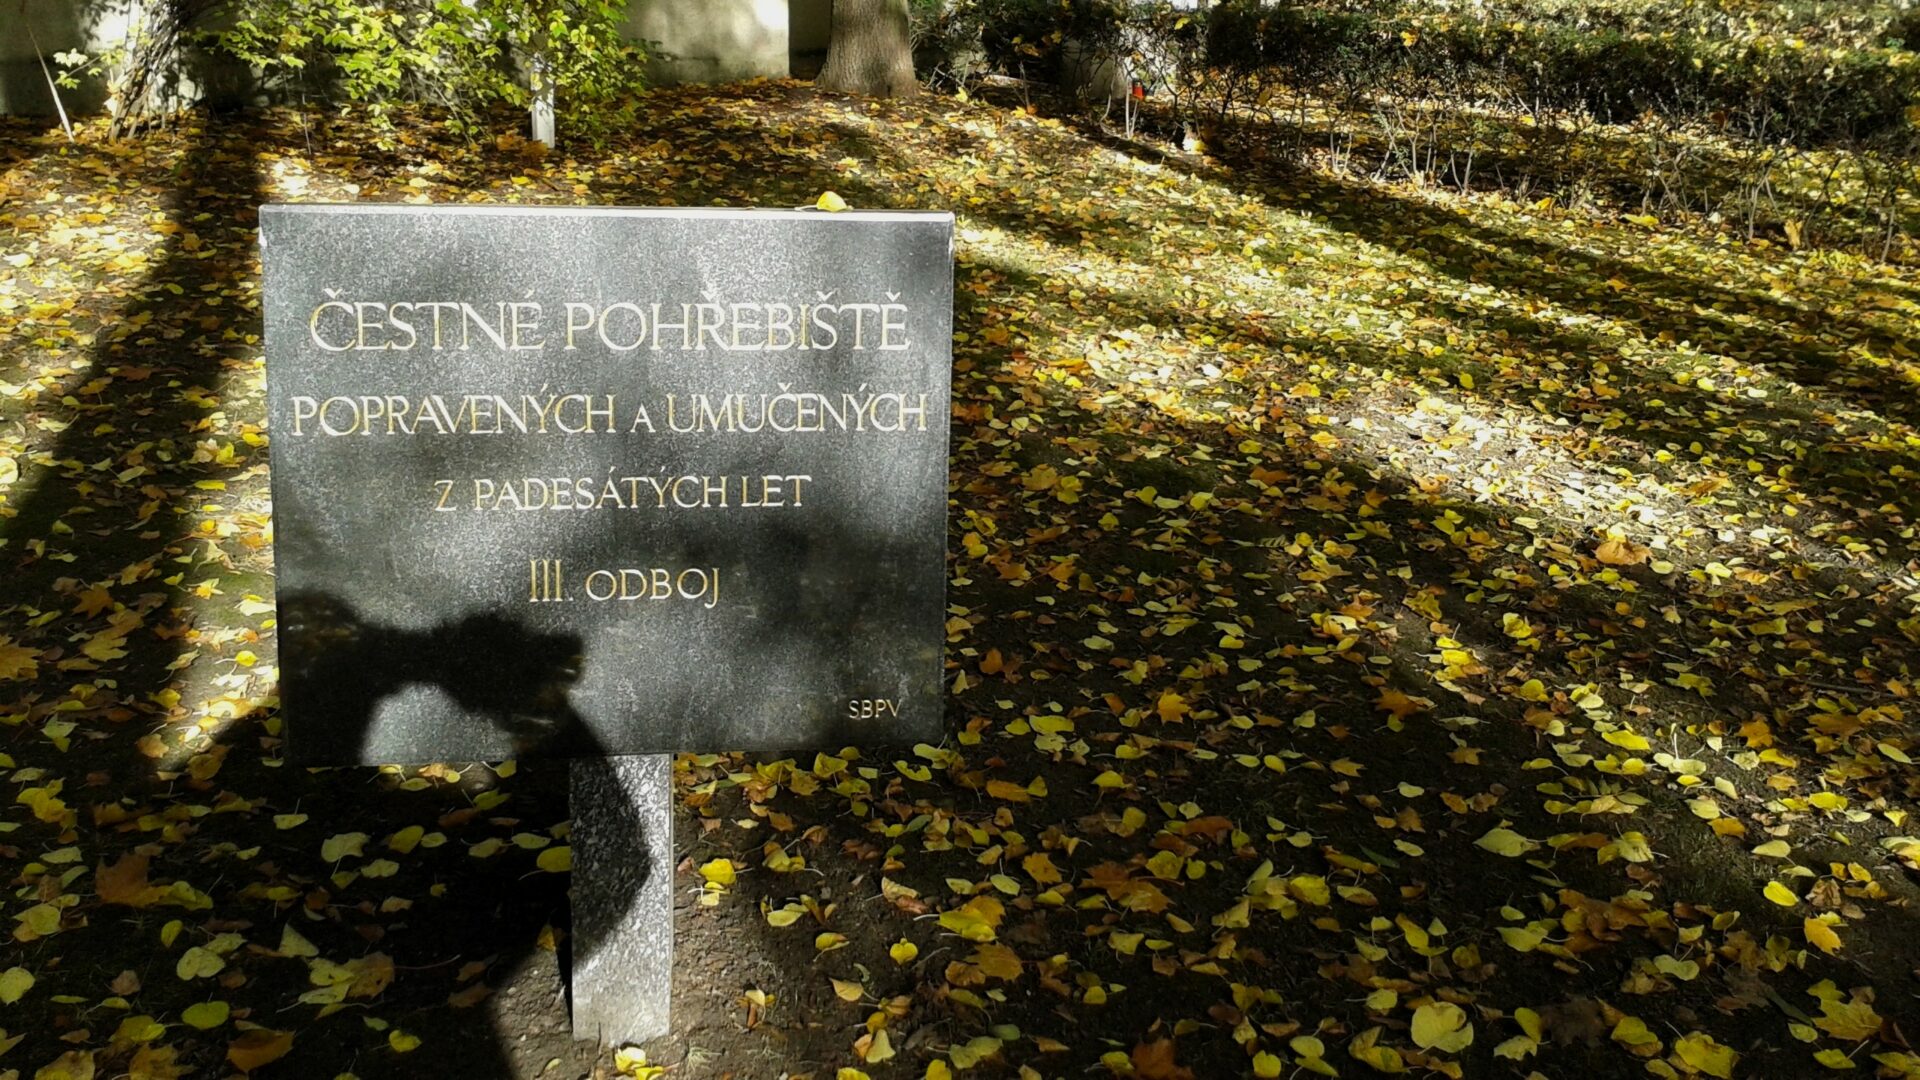 ČESTNÉ POHŘEBIŠTĚ
POPRAVENÝCH A UMUČENÝCH
Z PADESÁTÝCH LET
III. ODBOJ
SBPV